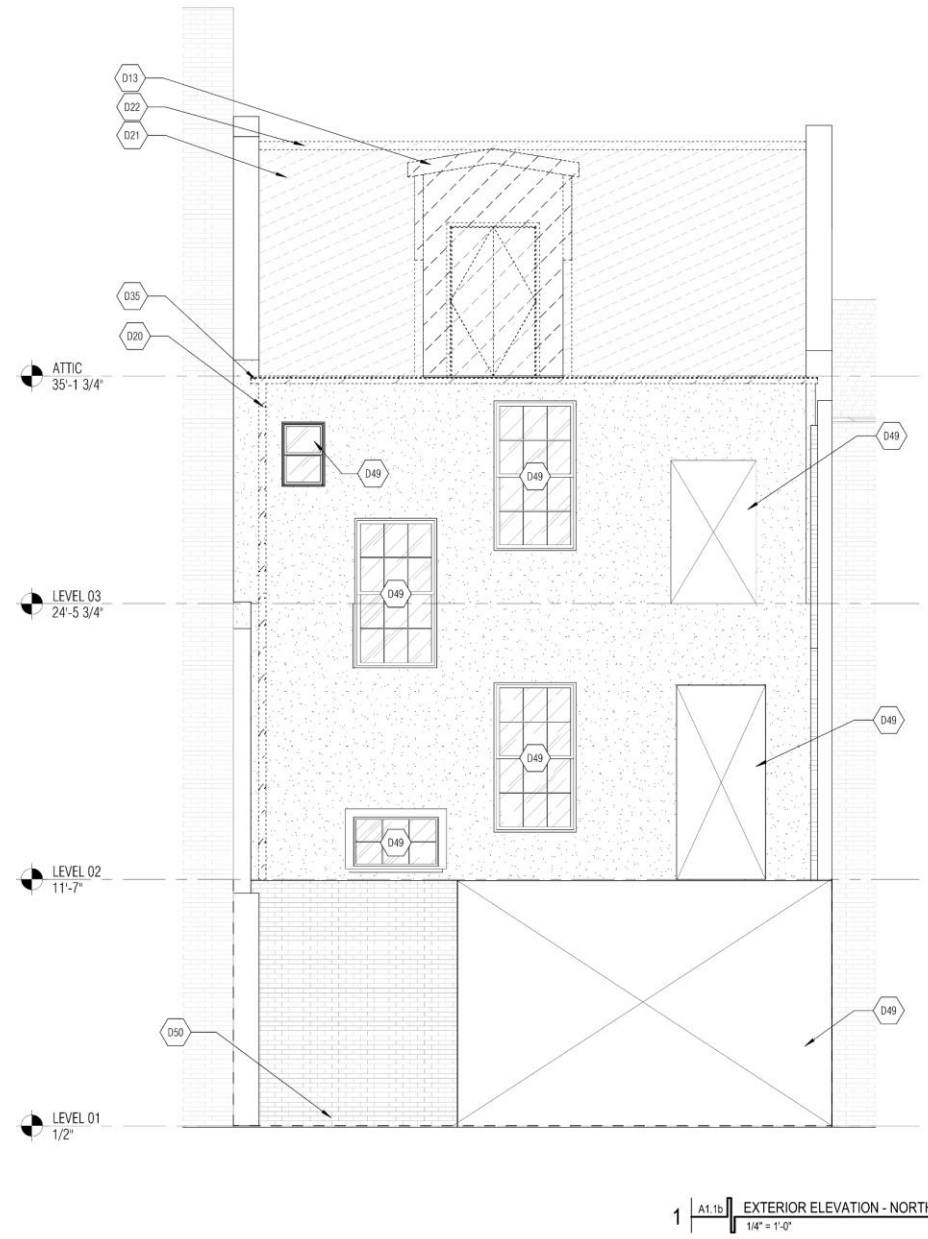 D13
D22
D21
D35
D20
ATTIC
35'-1 3/4"
D49
D49
D49
D49
LEVEL 03
24'-5 3/4"
D49
D49
D49
LEVEL 02
11'-7"
D49
D50
LEVEL 01
1/2"
1 A1.1b EXTERIOR ELEVATION - NORTH
1/4" = 1'-0"